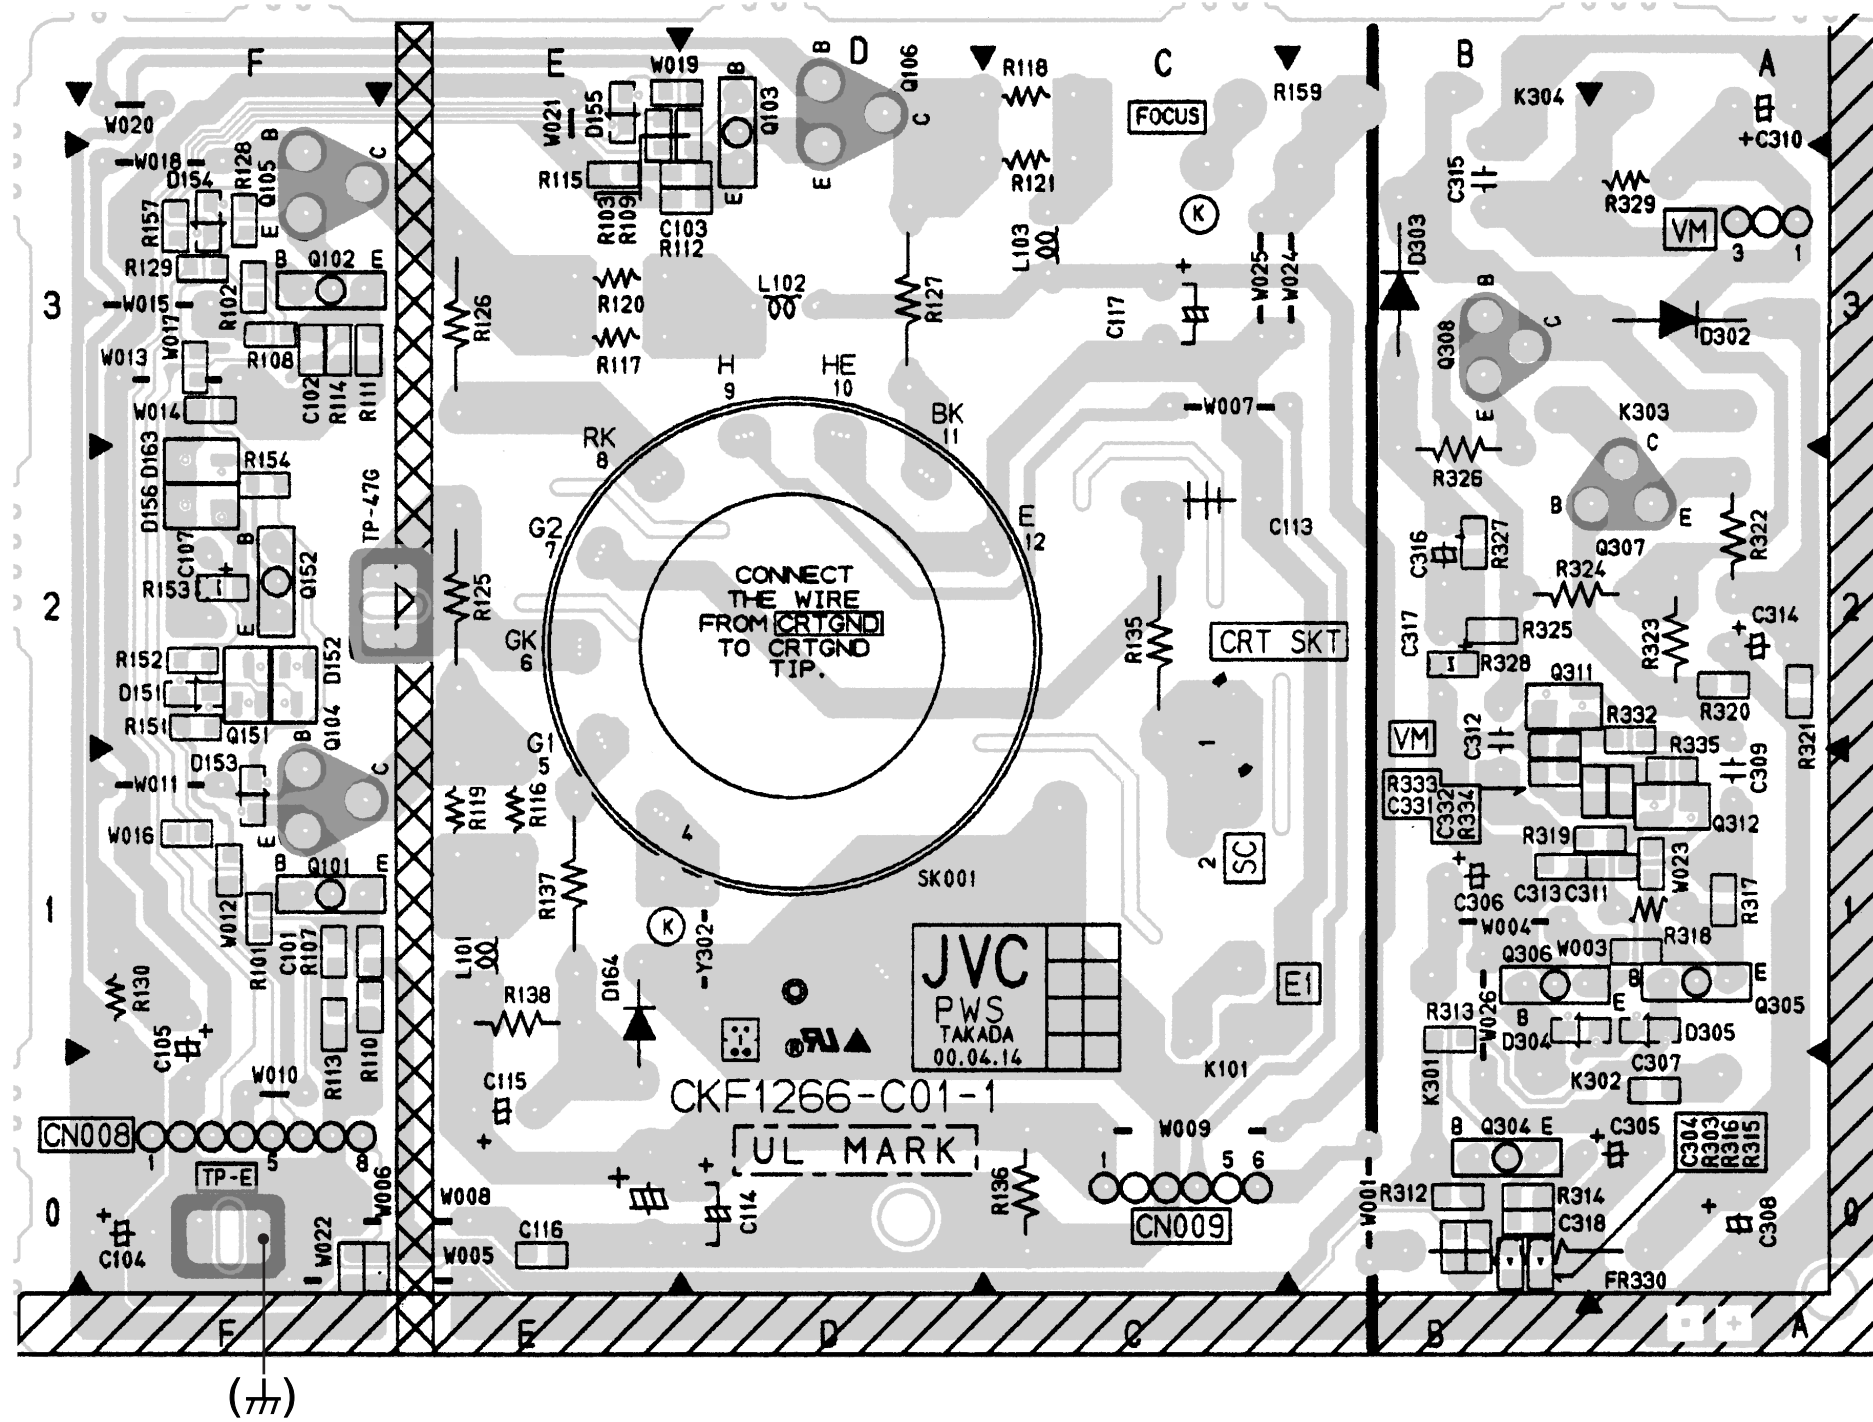 F
E
D
C
B
A
W020
W018
D154
R128
Q105
B
C
E
R157
R129
R102
B
Q102
E
W015
W017
R108
W013
W014
C102
R114
R111
3
D163
D156
R154
TP-47G
C107
R153
B
Q152
E
2
R152
D151
R151
D152
Q151
Q104
B
C
E
D153
W011
W016
B
Q101
E
W012
R101
C101
R107
1
R130
C105
W010
R113
R110
CN008
1
5
8
TP-E
W006
W022
C104
0
W019
W021
D155
B
Q103
E
R115
R103
R109
C103
R112
B
Q106
C
E
R118
R121
FOCUS
R159
K
L103
W025
W024
R126
R120
R117
L102
R127
C117
H
9
HE
10
BK
11
RK
8
G2
7
E
12
GK
6
G1
5
4
W007
C113
CONNECT
THE WIRE
FROM CRTGND
TO CRTGND
TIP.
R125
R135
CRT SKT
1
2
SC
R119
R116
R137
SK001
K
Y302
L101
R138
D164
JVC
PWS
TAKADA
00.04.14
E1
K101
C115
CKF1266-C01-1
UL MARK
W009
1
5
6
CN009
R136
C114
C116
W008
W005
W001
K304
C310
C315
R329
VM
3
1
D303
B
Q308
C
E
D302
3
K303
R326
C
B
E
Q307
R322
C316
R327
R324
2
C317
R325
R328
R323
C314
Q311
R320
R321
VM
C312
R332
R335
C309
R333
C331
C332
R334
Q312
R319
C306
C313
C311
W023
R317
1
W004
R318
Q306
W003
B
E
Q305
B
E
R313
W026
D304
D305
C307
K301
K302
B
Q304
E
C305
C304
R303
R316
R315
R312
R314
C318
C308
0
FR330
F
E
D
C
B
A